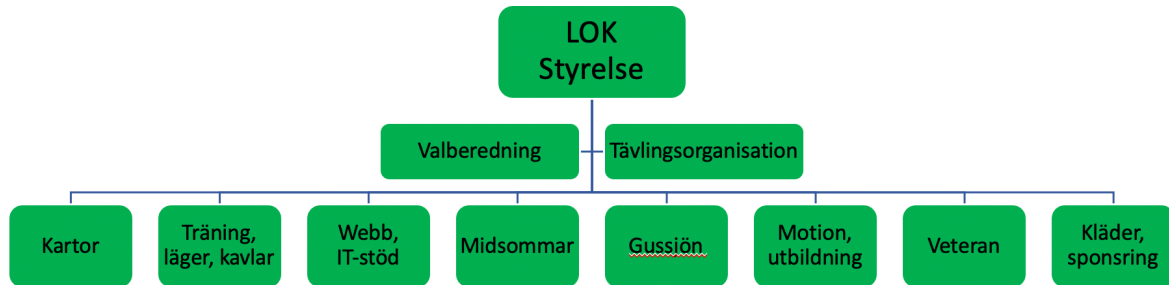 LOK
Styrelse
Valberedning
Tävlingsorganisation
Kartor
Träning,
läger, kavlar
Webb,
IT-stöd
Midsommar
Gussiön
Motion,
utbildning
Veteran
Kläder,
sponsring